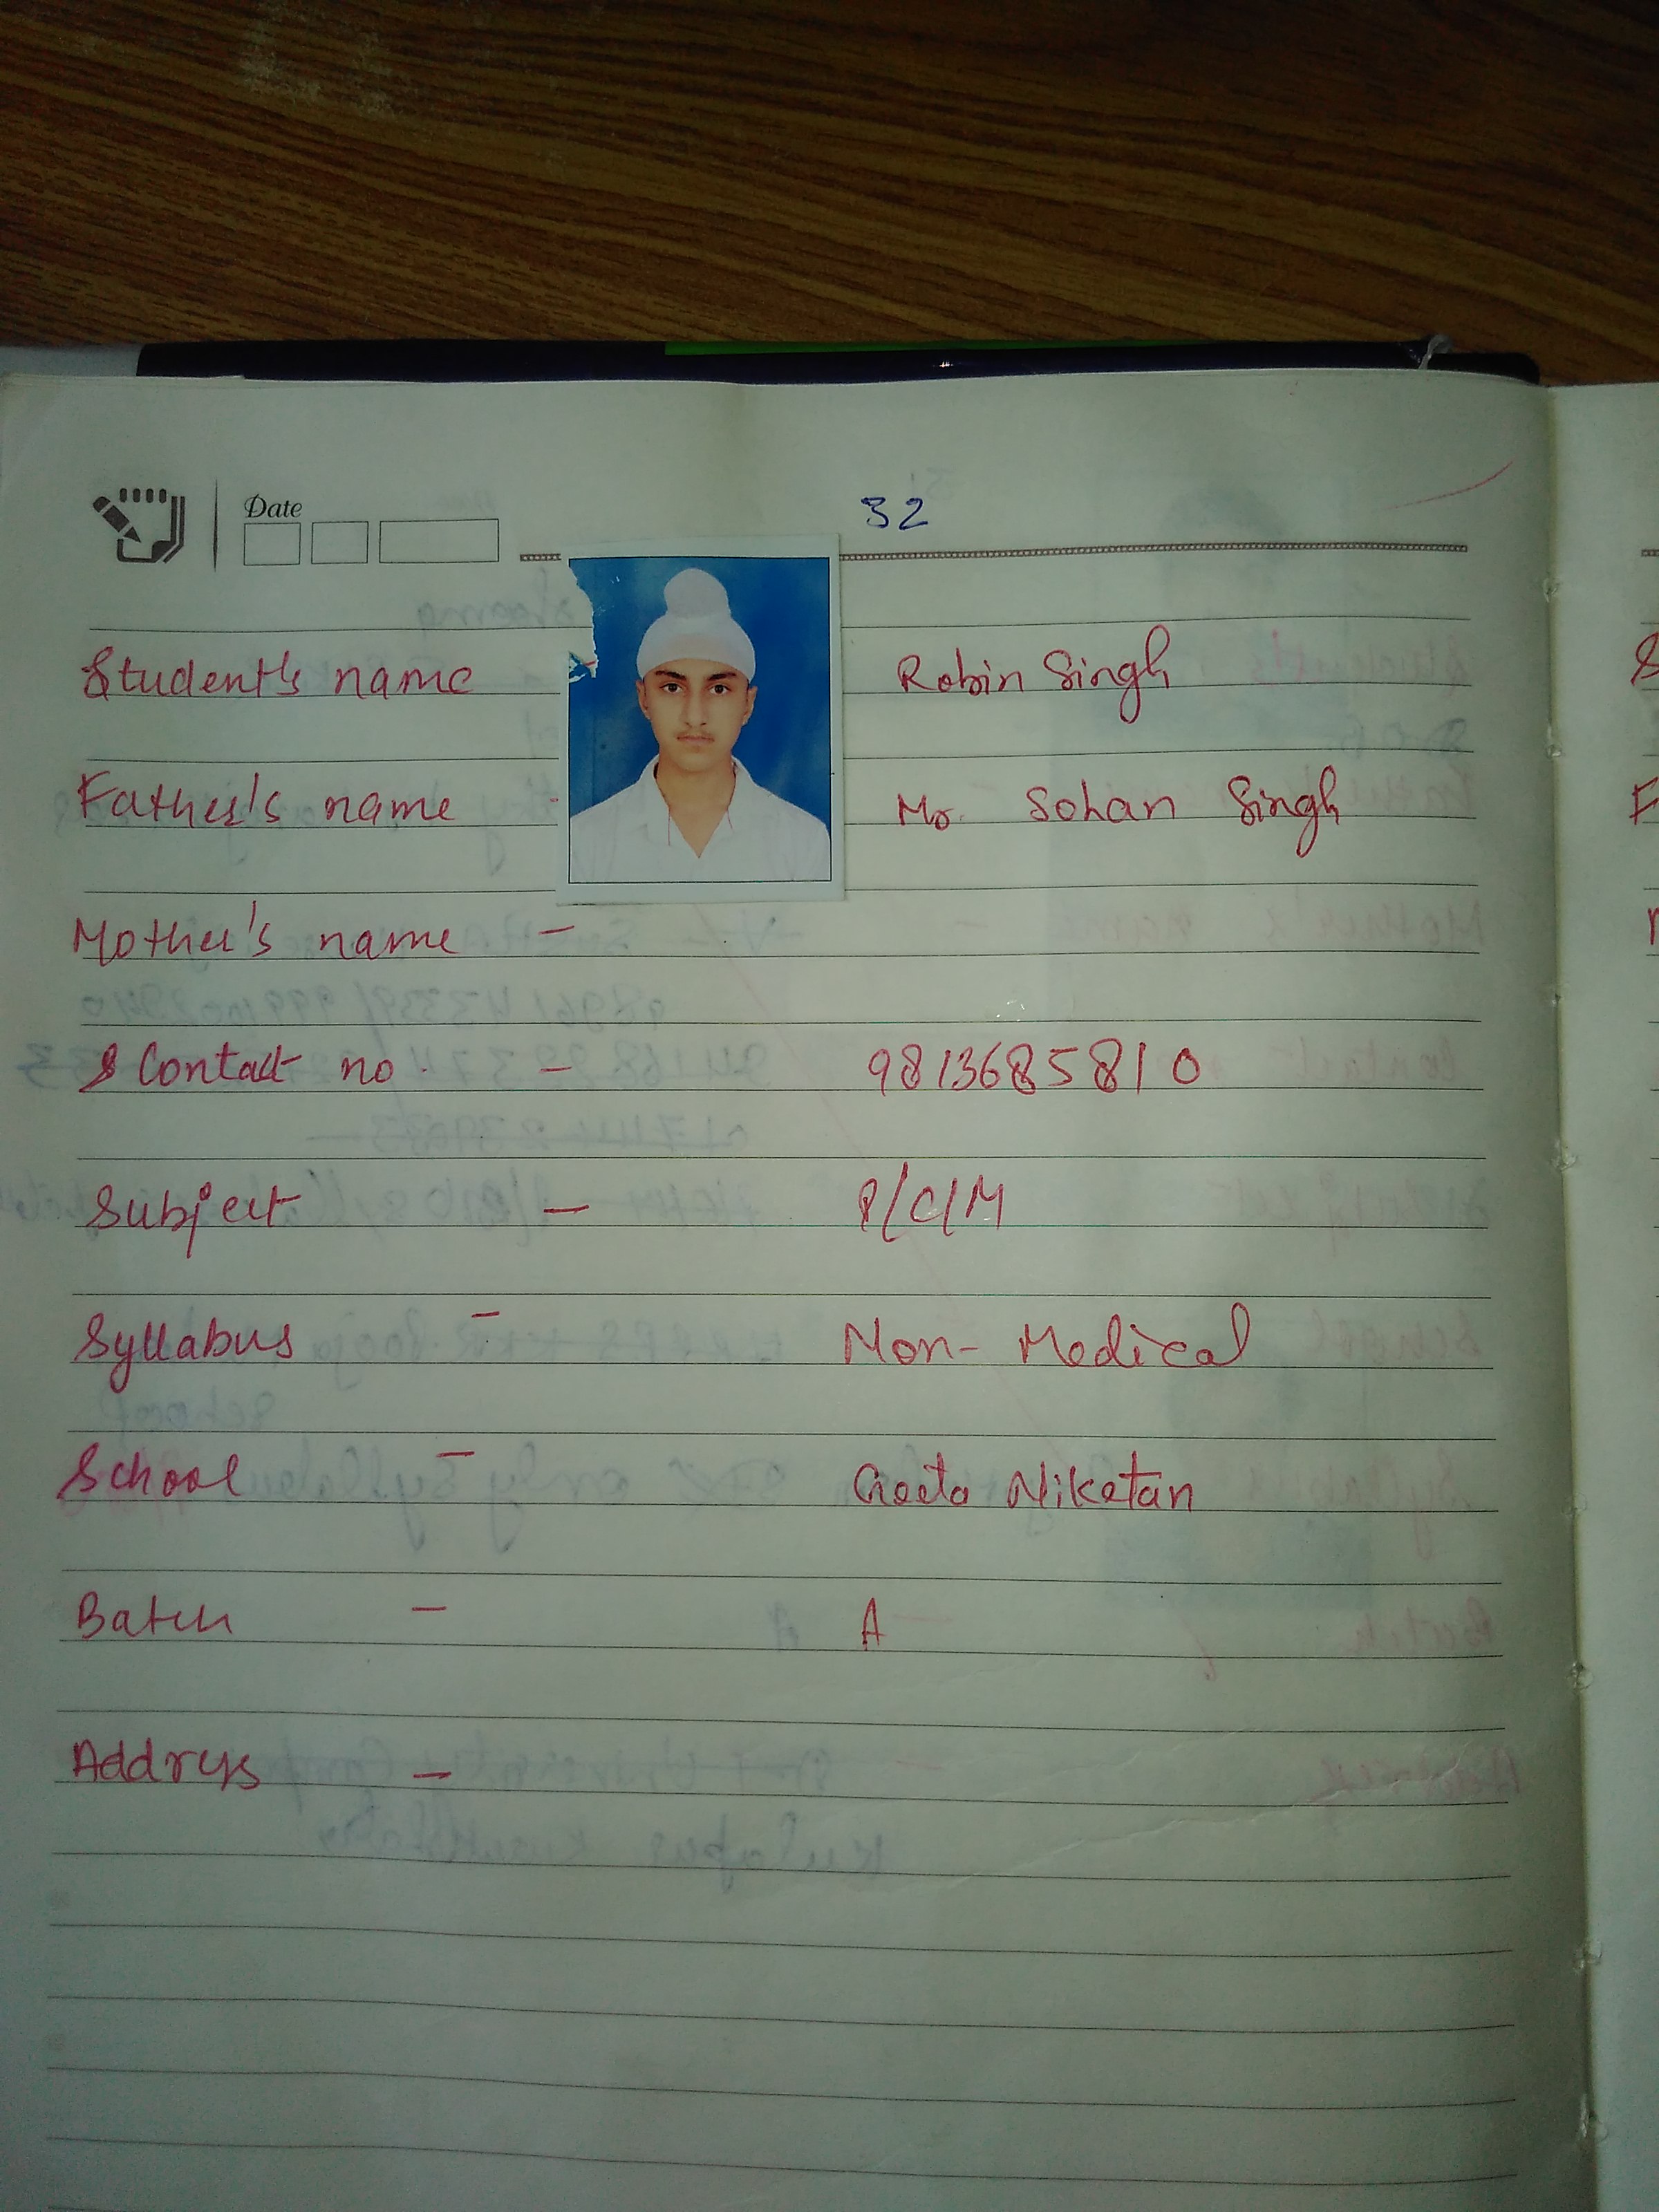 Date
32
Student's name Robin Singh
Father's name Mr. Sohan Singh
Mother's name -
Contact no. - 9813685810
Subject - P/C/M
Syllabus - Non-Medical
School - Geeta Niketan
Batch - A
Address -